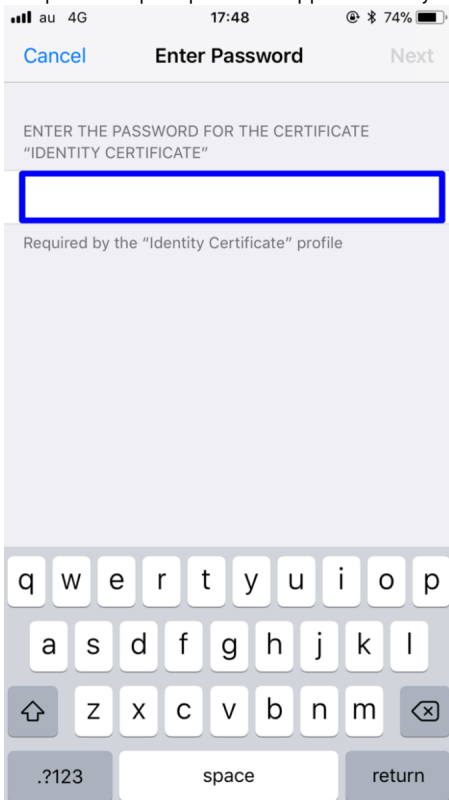 au 4G 17:48 74%
Cancel Enter Password Next
ENTER THE PASSWORD FOR THE CERTIFICATE
“IDENTITY CERTIFICATE”
Required by the “Identity Certificate” profile
q w e r t y u i o p
a s d f g h j k l
z x c v b n m
.?123 space return